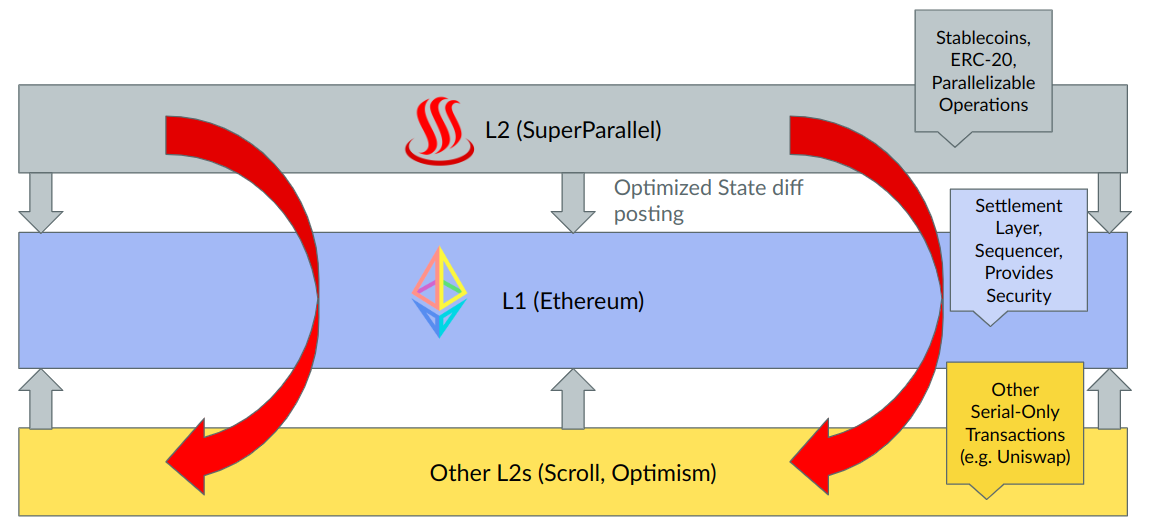 Stablecoins,
ERC-20,
Parallelizable
Operations
L2 (SuperParallel)
Optimized State diff
posting
Settlement
Layer,
Sequencer,
Provides
Security
L1 (Ethereum)
Other
Serial-Only
Transactions
(e.g. Uniswap)
Other L2s (Scroll, Optimism)